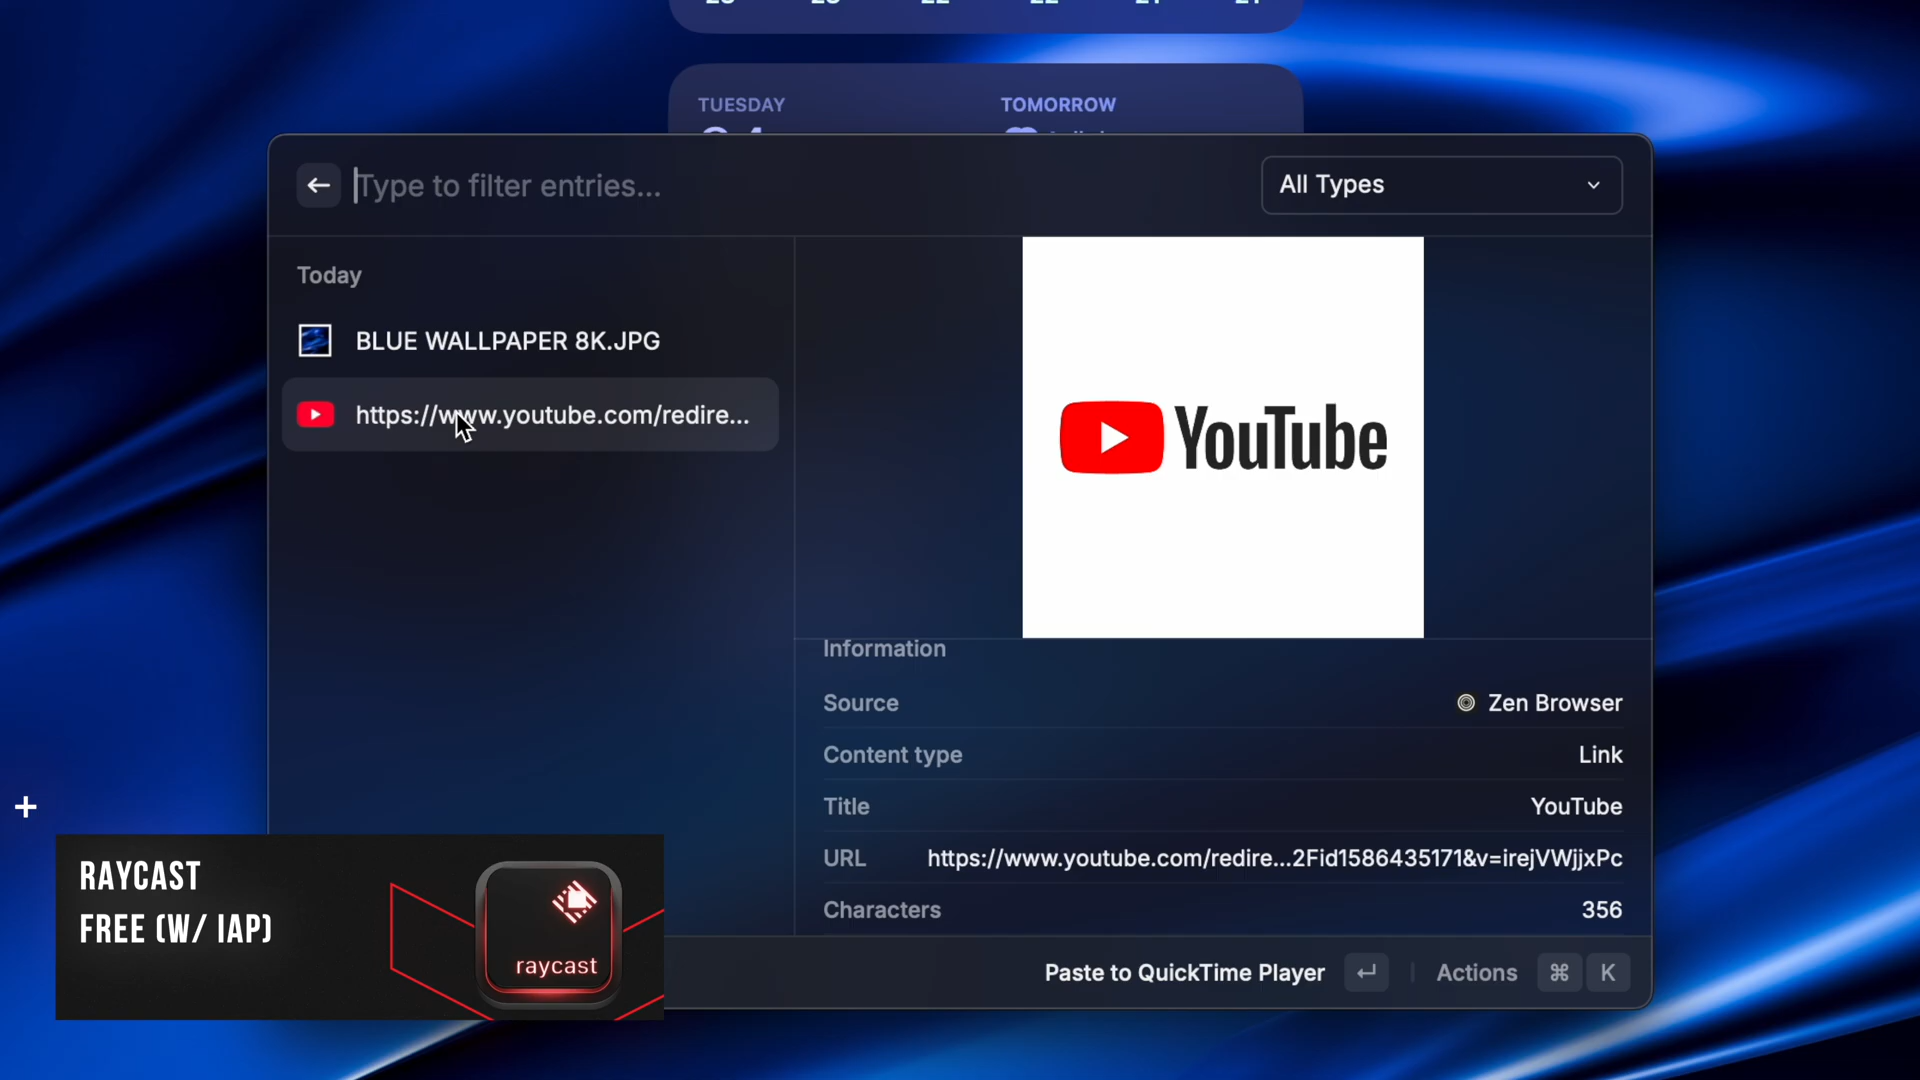 TUESDAY
TOMORROW
Type to filter entries...
All Types
Today
BLUE WALLPAPER 8K.JPG
https://www.youtube.com/redire...
YouTube
Information
Source
Zen Browser
Content type
Link
Title
YouTube
URL
https://www.youtube.com/redire...2Fid1586435171&v=irejVWjjxPc
Characters
356
RAYCAST
FREE (W/ IAP)
raycast
Paste to QuickTime Player
Actions
⌘
K